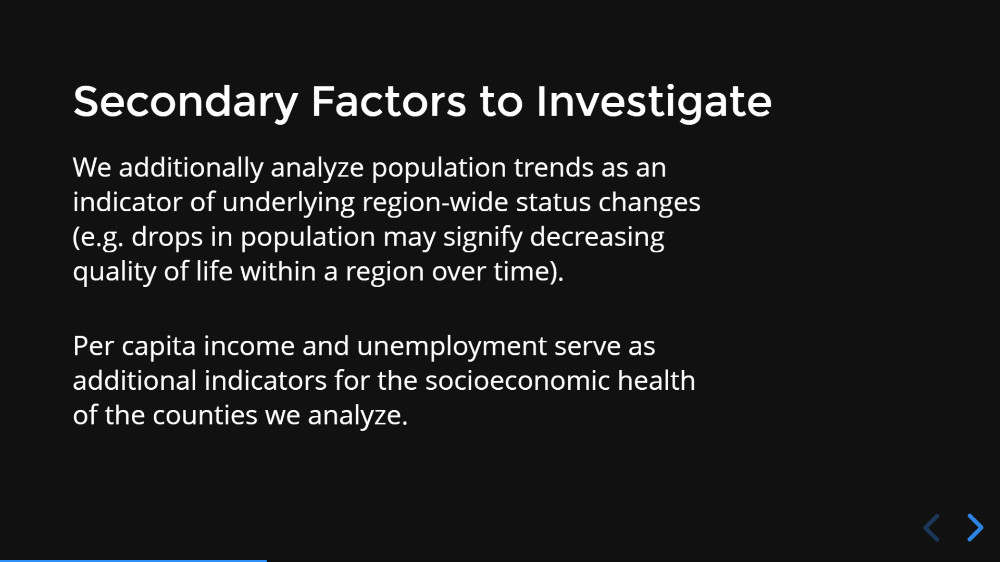 Secondary Factors to Investigate
We additionally analyze population trends as an
indicator of underlying region-wide status changes
(e.g. drops in population may signify decreasing
quality of life within a region over time).
Per capita income and unemployment serve as
additional indicators for the socioeconomic health
of the counties we analyze.